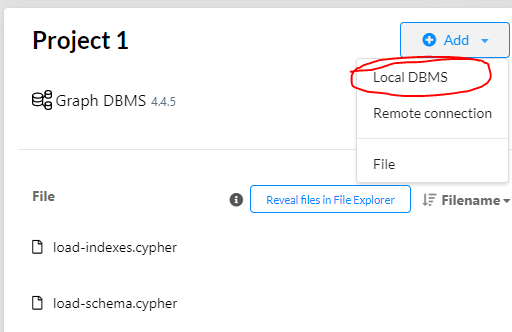 Project 1
Add
Local DBMS
Graph DBMS 4.4.5
Remote connection
File
File
Reveal files in File Explorer
Filename
load-indexes.cypher
load-schema.cypher